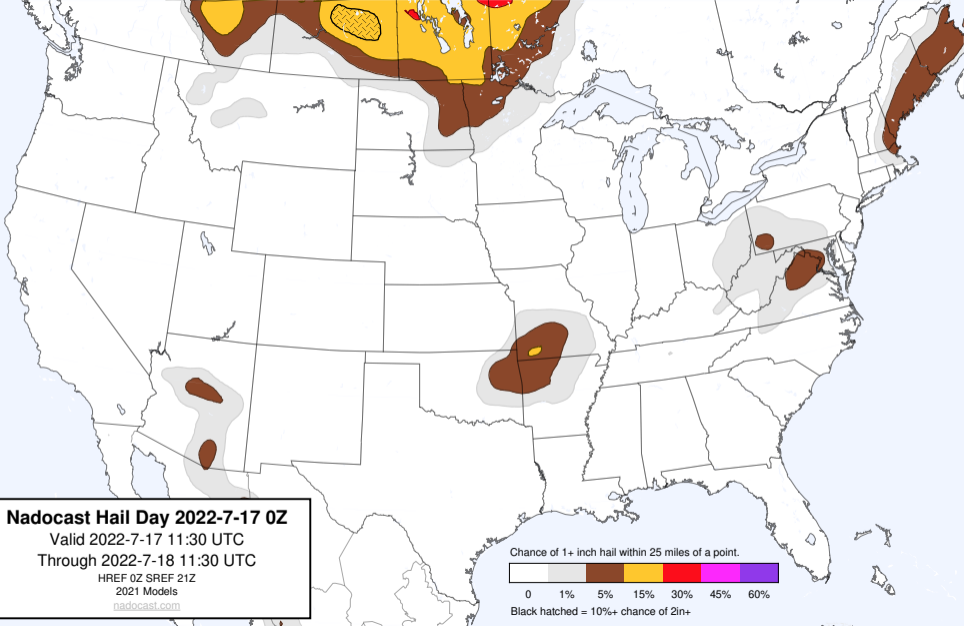 Nadocast Hail Day 2022-7-17 0Z
Valid 2022-7-17 11:30 UTC
Through 2022-7-18 11:30 UTC
HREF 0Z SREF 21Z
2021 Models
nadocast.com
Chance of 1+ inch hail within 25 miles of a point.
0 1% 5% 15% 30% 45% 60%
Black hatched = 10%+ chance of 2in+